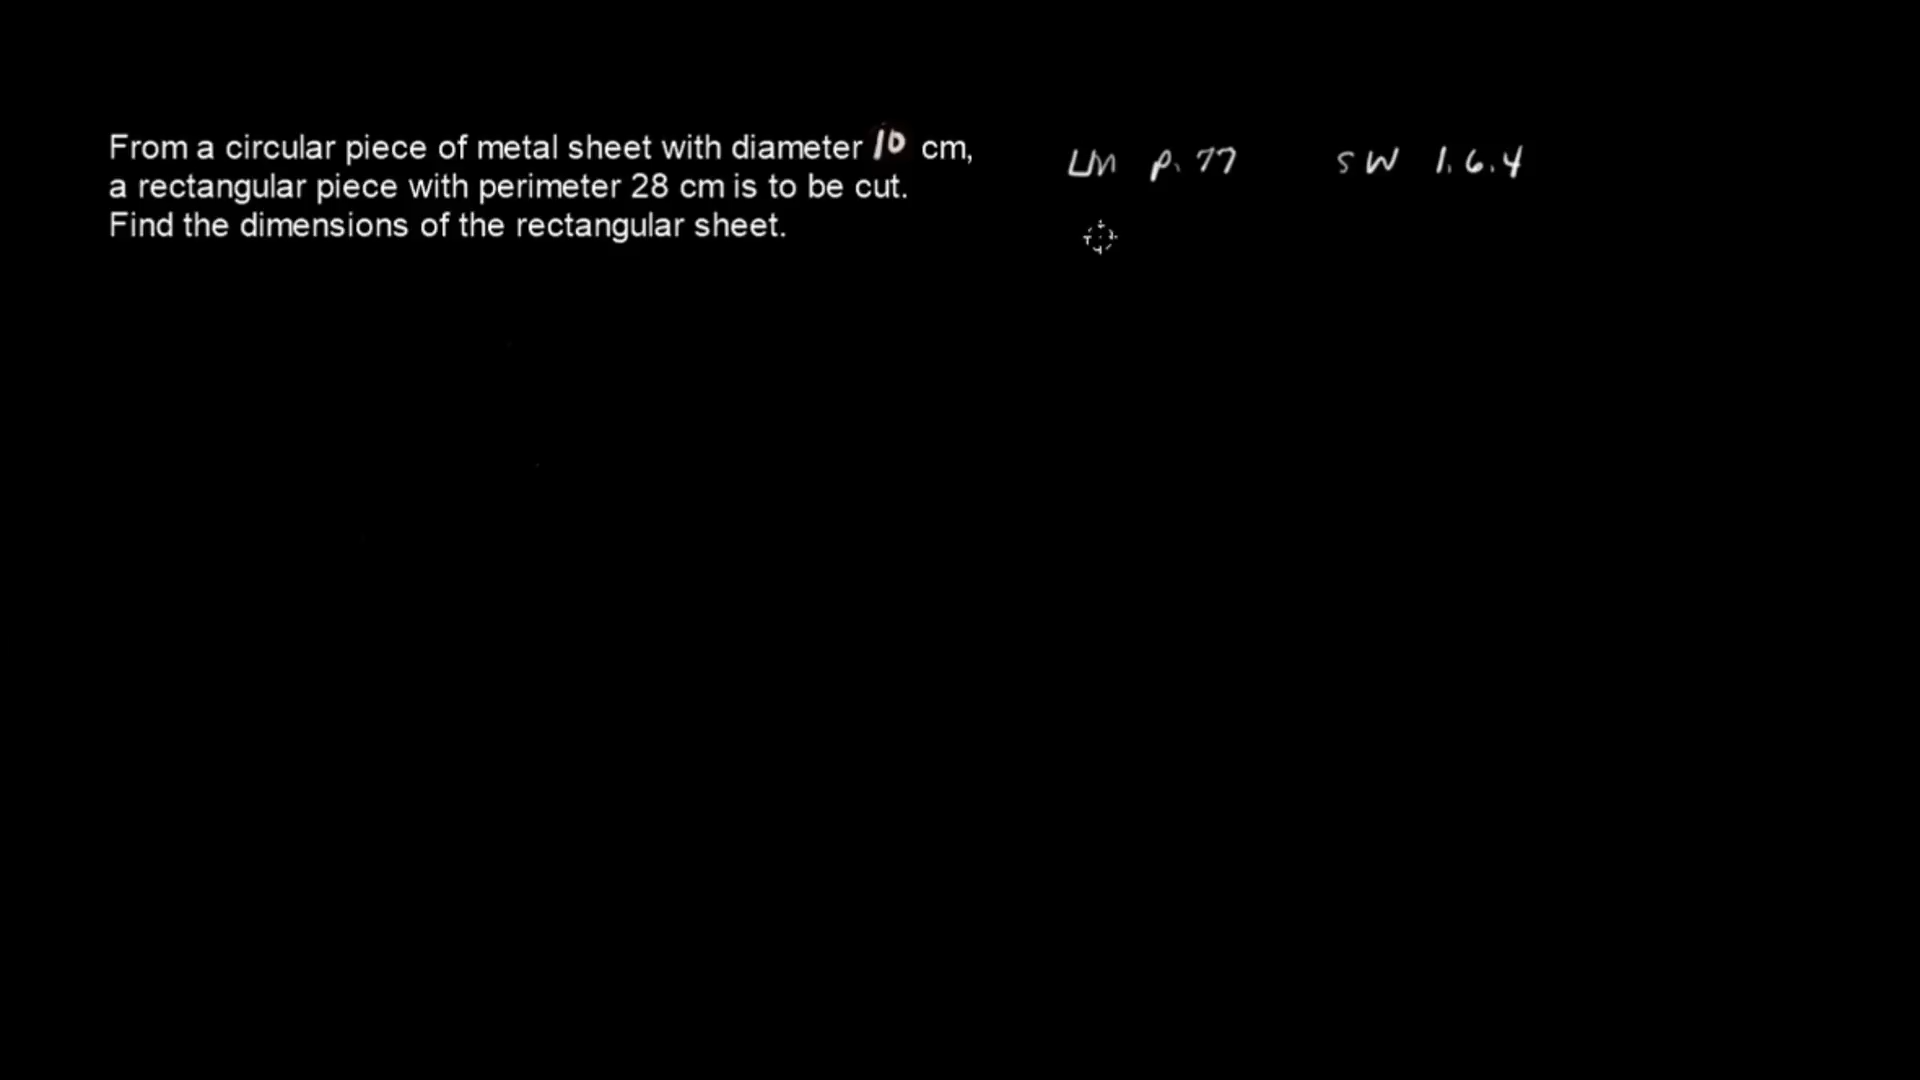 From a circular piece of metal sheet with diameter 10 cm,
a rectangular piece with perimeter 28 cm is to be cut.
Find the dimensions of the rectangular sheet.
LM p. 77 SW 1.6.4